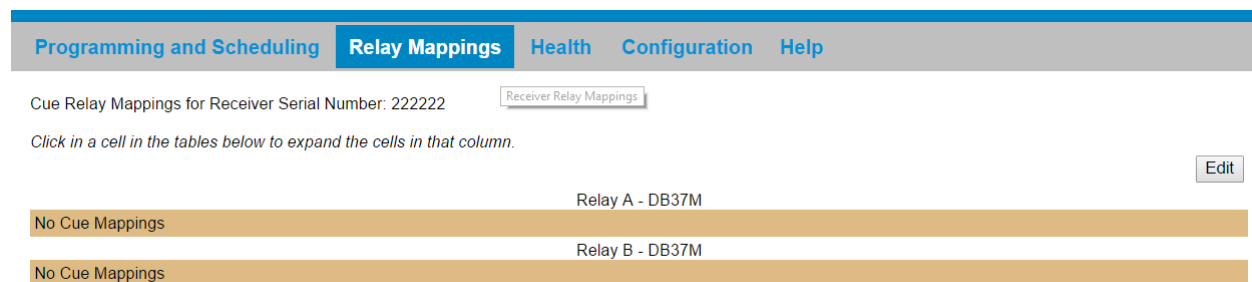 Programming and Scheduling Relay Mappings Health Configuration Help
Cue Relay Mappings for Receiver Serial Number: 222222
Receiver Relay Mappings
Click in a cell in the tables below to expand the cells in that column.
Edit
Relay A - DB37M
No Cue Mappings
Relay B - DB37M
No Cue Mappings